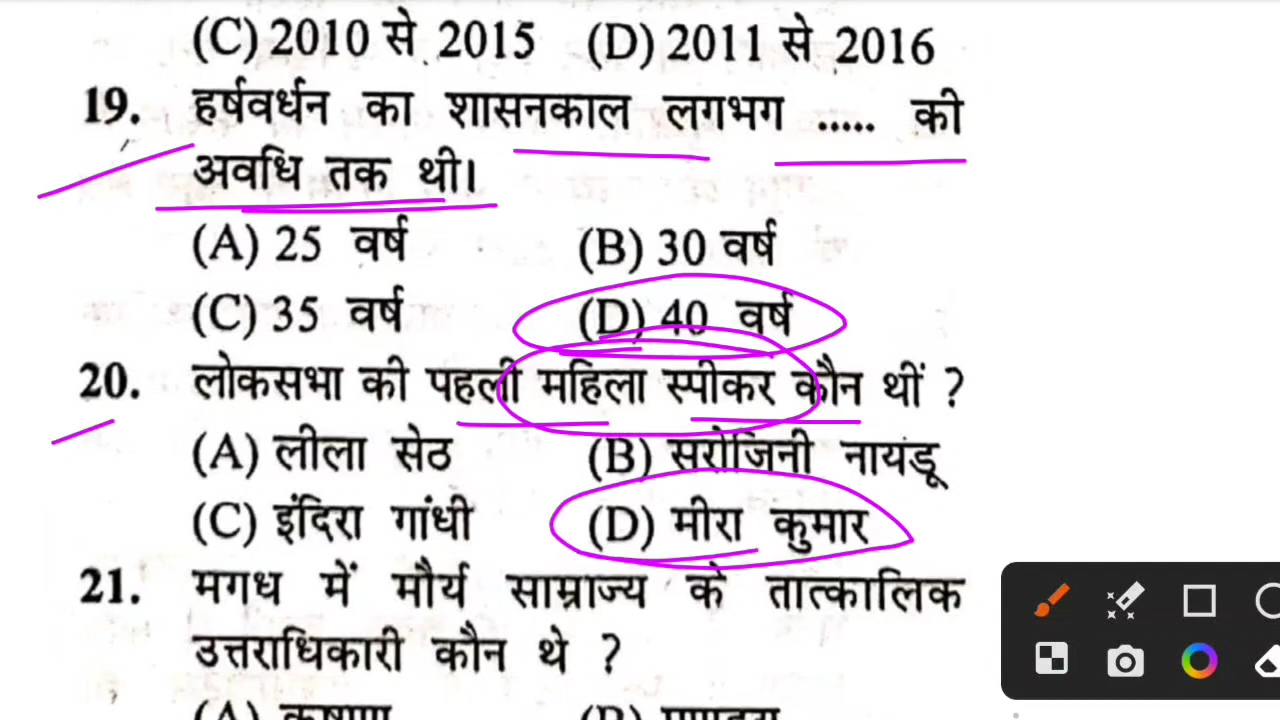 (C) 2010 से 2015 (D) 2011 से 2016
19. हर्षवर्धन का शासनकाल लगभग ..... की
अवधि तक थी।
(A) 25 वर्ष (B) 30 वर्ष
(C) 35 वर्ष (D) 40 वर्ष
20. लोकसभा की पहली महिला स्पीकर कौन थीं ?
(A) लीला सेठ (B) सरोजिनी नायडू
(C) इंदिरा गांधी (D) मीरा कुमार
21. मगध में मौर्य साम्राज्य के तात्कालिक
उत्तराधिकारी कौन थे ?
(A) (B)